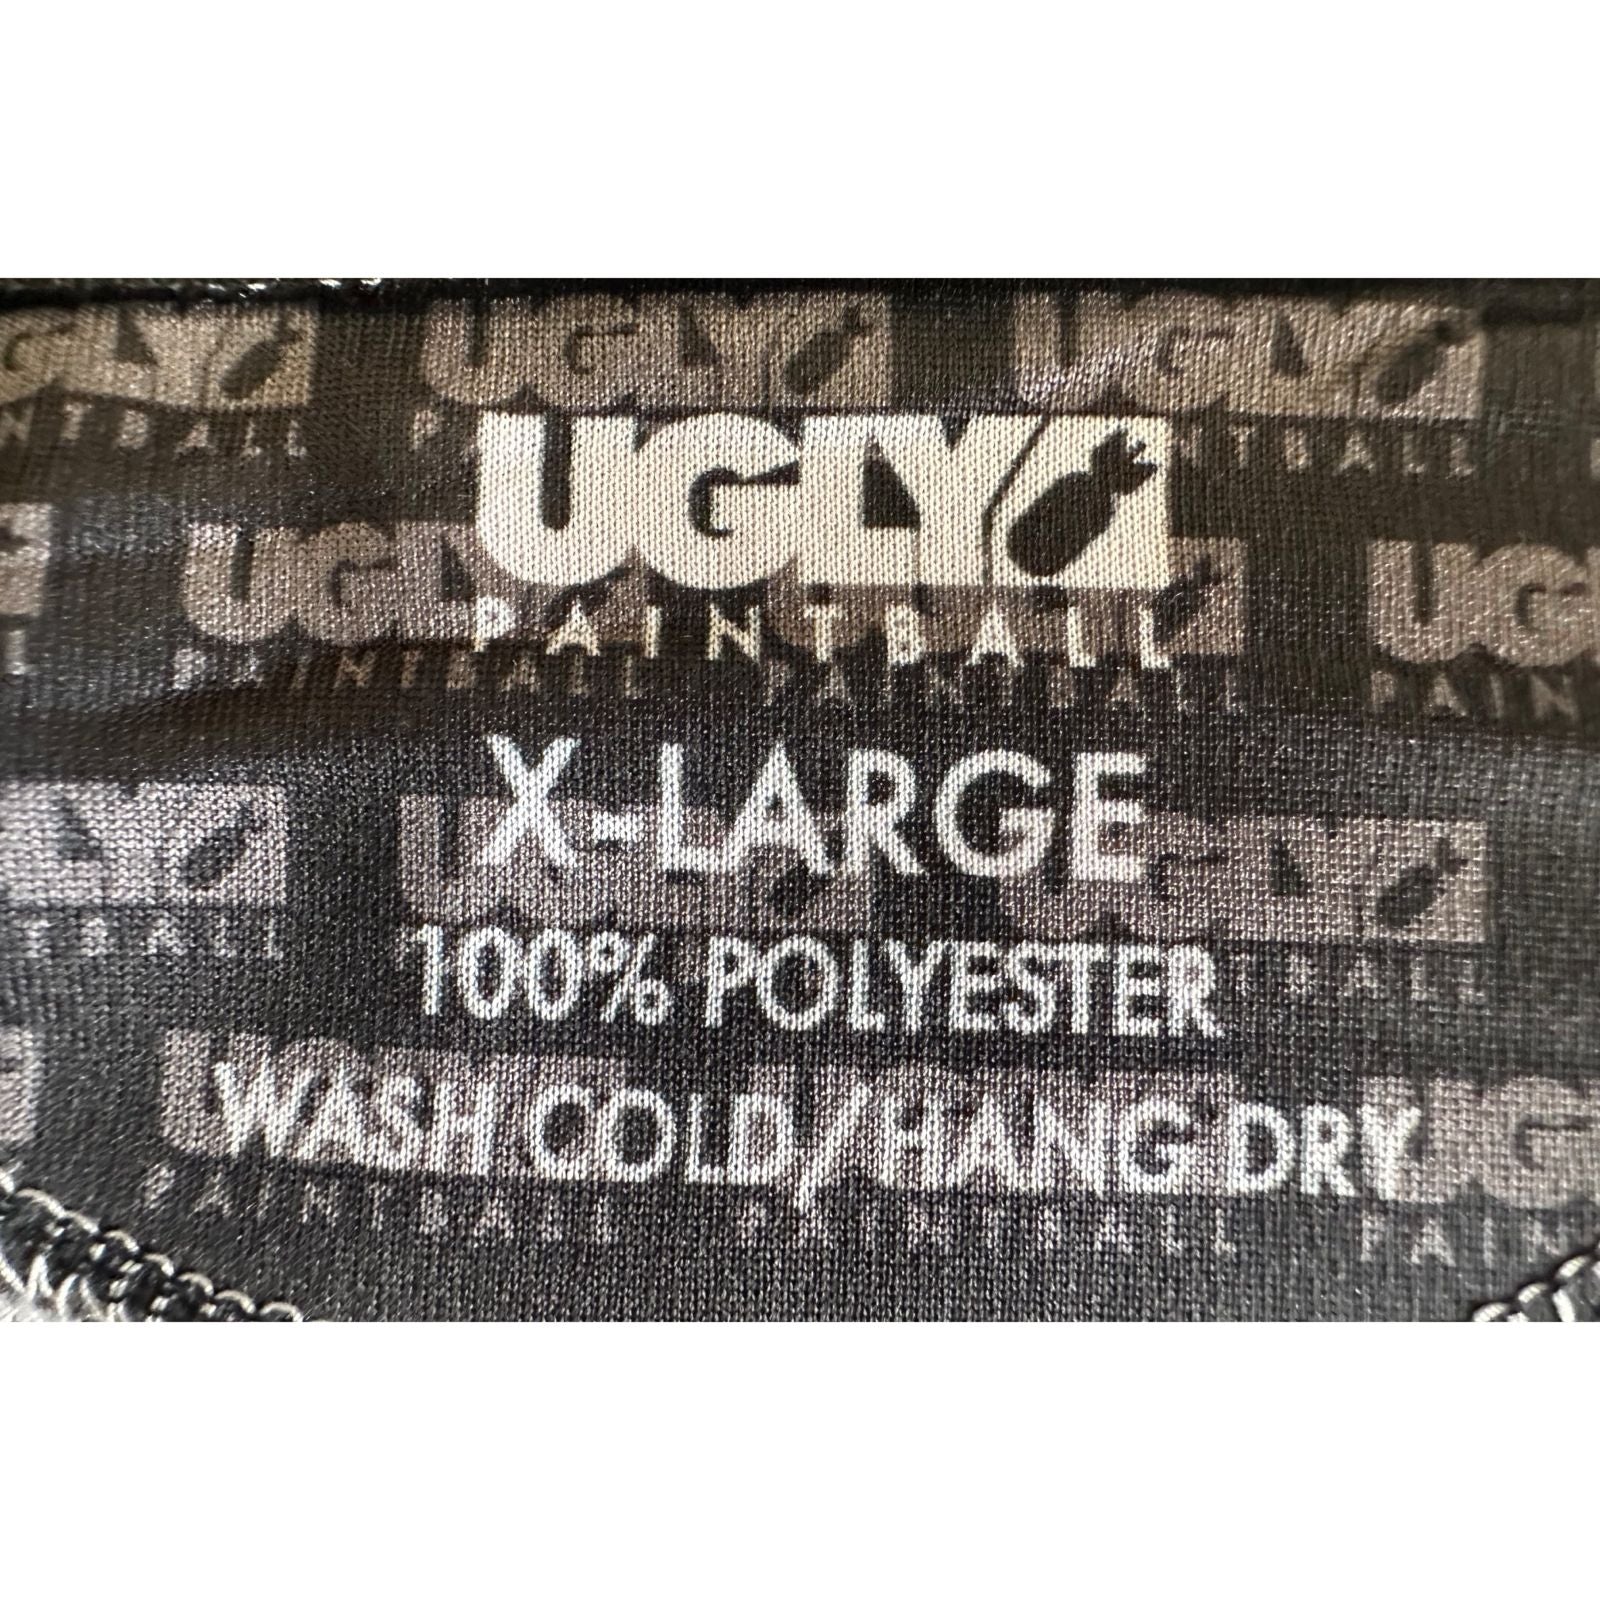 UGLY
PAINTBALL
X-LARGE
100% POLYESTER
WASH COLD/HANG DRY